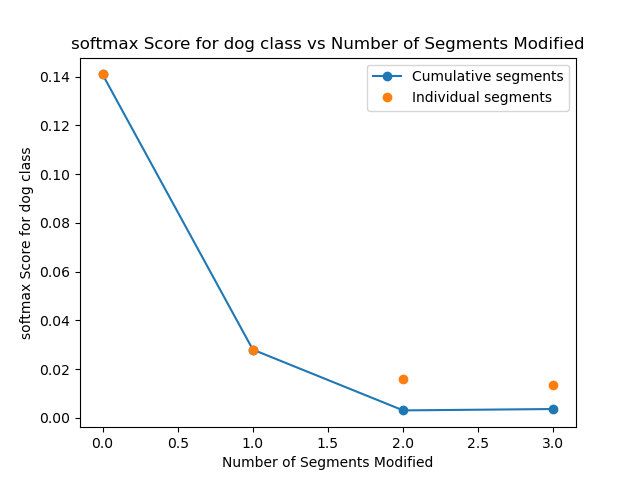 softmax Score for dog class vs Number of Segments Modified
Cumulative segments
Individual segments
softmax Score for dog class
0.14
0.12
0.10
0.08
0.06
0.04
0.02
0.00
0.0 0.5 1.0 1.5 2.0 2.5 3.0
Number of Segments Modified